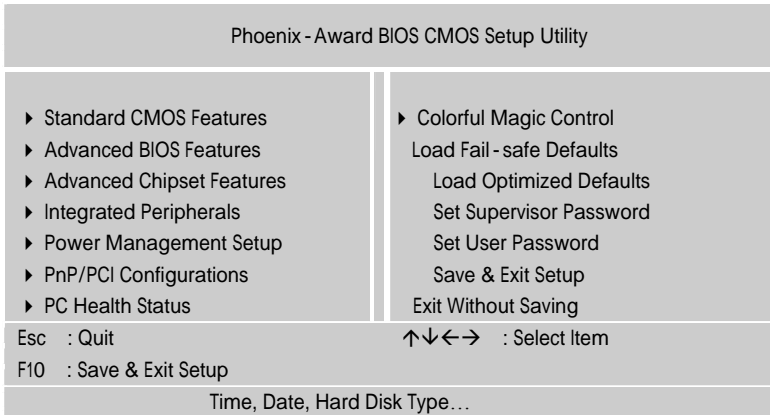 Phoenix - Award BIOS CMOS Setup Utility
Standard CMOS Features
Advanced BIOS Features
Advanced Chipset Features
Integrated Peripherals
Power Management Setup
PnP/PCI Configurations
PC Health Status
Colorful Magic Control
Load Fail - safe Defaults
Load Optimized Defaults
Set Supervisor Password
Set User Password
Save & Exit Setup
Exit Without Saving
Esc : Quit
↑↓←→ : Select Item
F10 : Save & Exit Setup
Time, Date, Hard Disk Type…